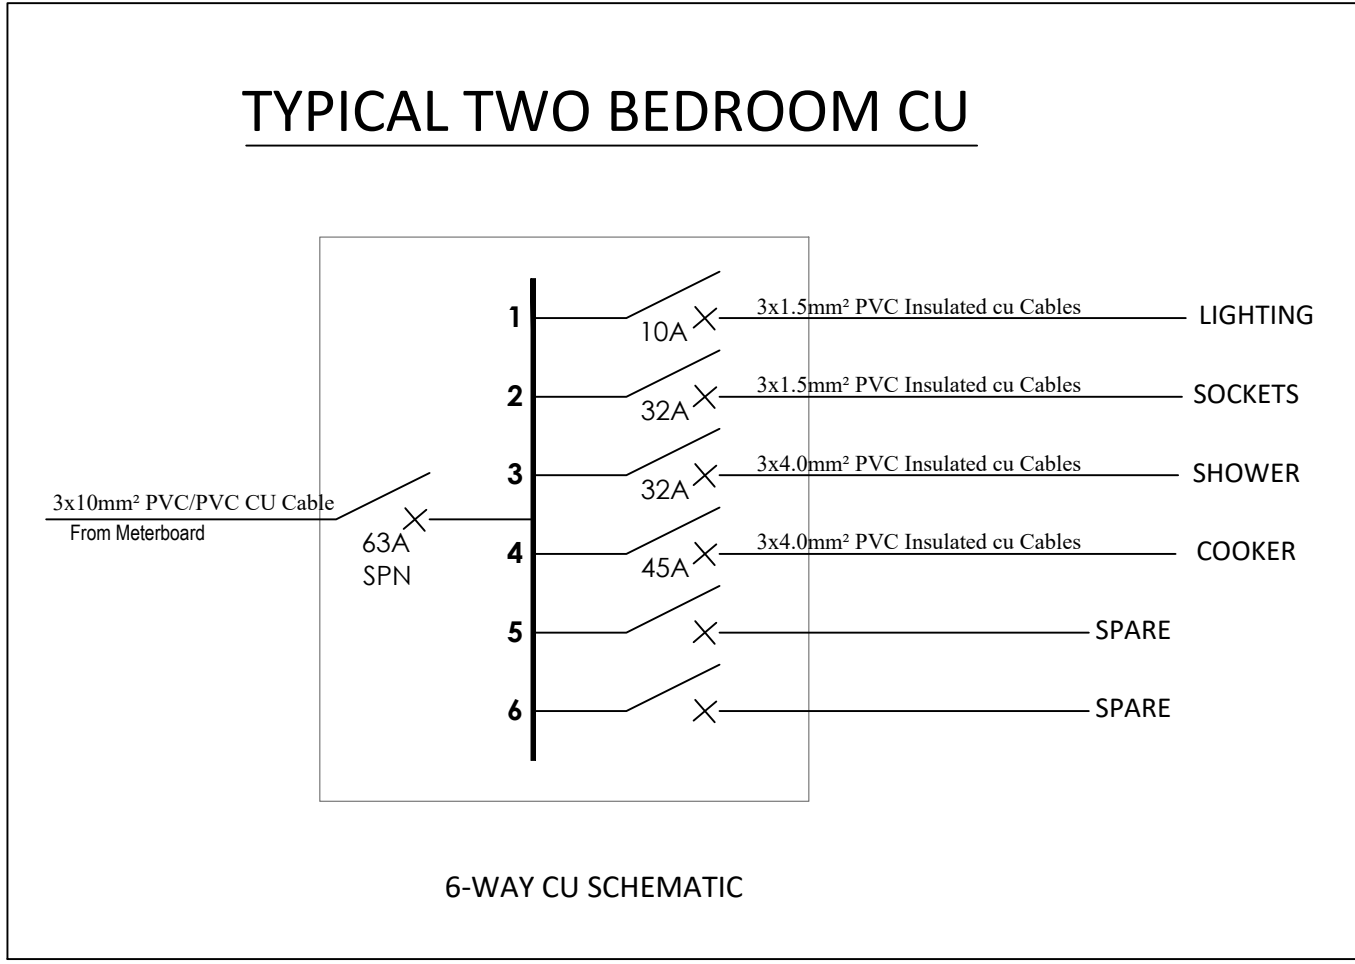 TYPICAL TWO BEDROOM CU
1
10A
3x1.5mm² PVC Insulated cu Cables
LIGHTING
2
32A
3x1.5mm² PVC Insulated cu Cables
SOCKETS
3
32A
3x4.0mm² PVC Insulated cu Cables
SHOWER
3x10mm² PVC/PVC CU Cable
From Meterboard
63A
SPN
4
45A
3x4.0mm² PVC Insulated cu Cables
COOKER
5
SPARE
6
SPARE
6-WAY CU SCHEMATIC